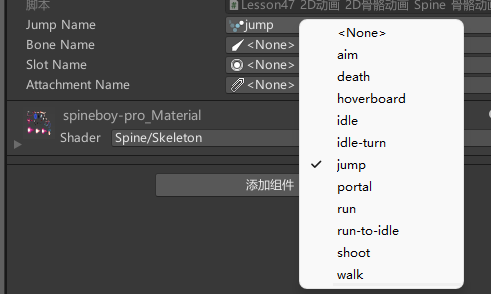 脚本 Lesson47 2D动画 2D骨骼动画 Spine 骨骼动画
Jump Name jump
Bone Name <None>
Slot Name <None>
Attachment Name <None>
spineboy-pro_Material
Shader Spine/Skeleton
添加组件
<None>
aim
death
hoverboard
idle
idle-turn
jump
portal
run
run-to-idle
shoot
walk